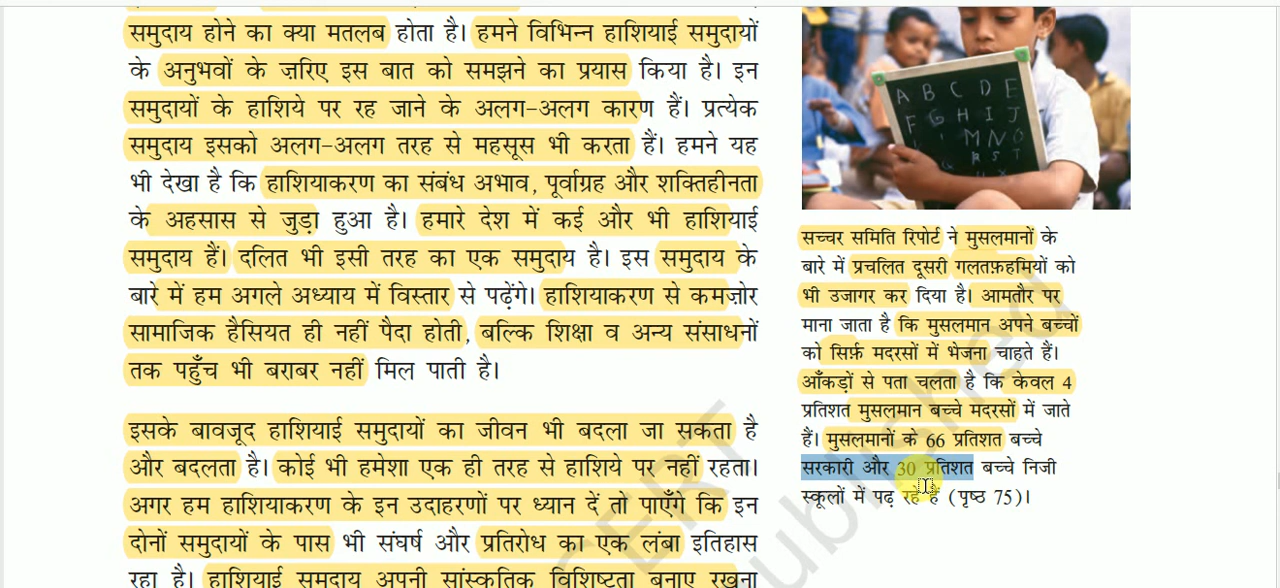 समुदाय होने का क्या मतलब होता है। हमने विभिन्न हाशियाई समुदायों
के अनुभवों के ज़रिए इस बात को समझने का प्रयास किया है। इन
समुदायों के हाशिये पर रह जाने के अलग-अलग कारण हैं। प्रत्येक
समुदाय इसको अलग-अलग तरह से महसूस भी करता है। हमने यह
भी देखा है कि हाशियाकरण का संबंध अभाव, पूर्वाग्रह और शक्तिहीनता
के अहसास से जुड़ा हुआ है। हमारे देश में कई और भी हाशियाई
समुदाय हैं। दलित भी इसी तरह का एक समुदाय है। इस समुदाय के
बारे में हम अगले अध्याय में विस्तार से पढ़ेंगे। हाशियाकरण से कमज़ोर
सामाजिक हैसियत ही नहीं पैदा होती, बल्कि शिक्षा व अन्य संसाधनों
तक पहुँच भी बराबर नहीं मिल पाती है।
इसके बावजूद हाशियाई समुदायों का जीवन भी बदला जा सकता है
और बदलता है। कोई भी हमेशा एक ही तरह से हाशिये पर नहीं रहता।
अगर हम हाशियाकरण के इन उदाहरणों पर ध्यान दें तो पाएँगे कि इन
दोनों समुदायों के पास भी संघर्ष और प्रतिरोध का एक लंबा इतिहास
रहा है। हाशियाई समुदाय अपनी सांस्कृतिक विशिष्टता बनाए रखना
A B C D E
F G H I J
M N O
R S T
सच्चर समिति रिपोर्ट ने मुसलमानों के
बारे में प्रचलित दूसरी गलतफ़हमियों को
भी उजागर कर दिया है। आमतौर पर
माना जाता है कि मुसलमान अपने बच्चों
को सिर्फ़ मदरसों में भेजना चाहते हैं।
आँकड़ों से पता चलता है कि केवल 4
प्रतिशत मुसलमान बच्चे मदरसों में जाते
हैं। मुसलमानों के 66 प्रतिशत बच्चे
सरकारी और 30 प्रतिशत बच्चे निजी
स्कूलों में पढ़ रहे हैं (पृष्ठ 75)।